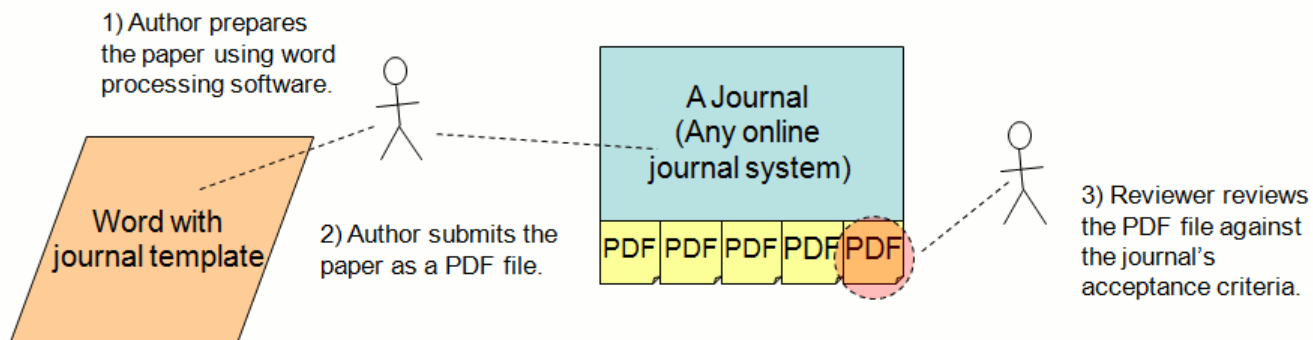 1) Author prepares
the paper using word
processing software.
Word with
journal template
2) Author submits the
paper as a PDF file.
A Journal
(Any online
journal system)
PDF PDF PDF PDF PDF
3) Reviewer reviews
the PDF file against
the journal’s
acceptance criteria.